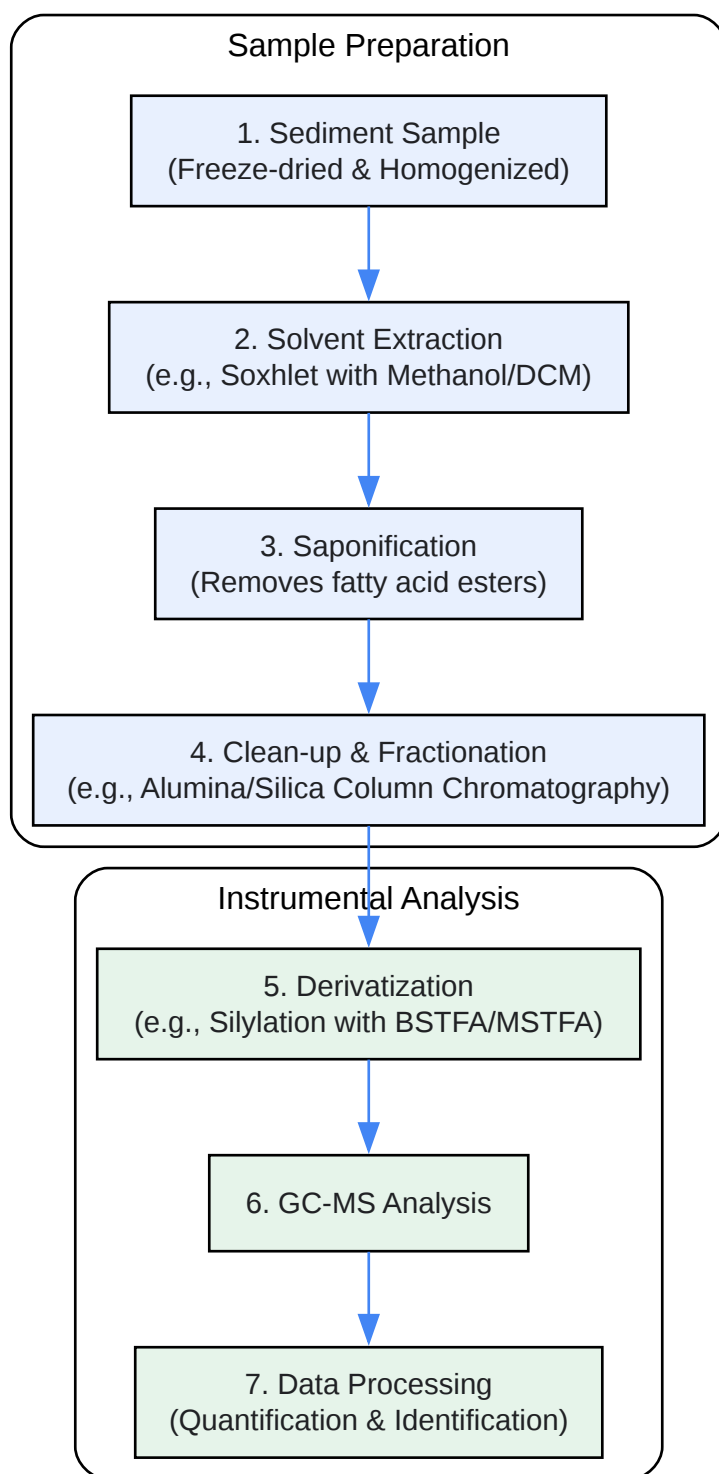 Sample Preparation
1. Sediment Sample
(Freeze-dried & Homogenized)
2. Solvent Extraction
(e.g., Soxhlet with Methanol/DCM)
3. Saponification
(Removes fatty acid esters)
4. Clean-up & Fractionation
(e.g., Alumina/Silica Column Chromatography)
Instrumental Analysis
5. Derivatization
(e.g., Silylation with BSTFA/MSTFA)
6. GC-MS Analysis
7. Data Processing
(Quantification & Identification)